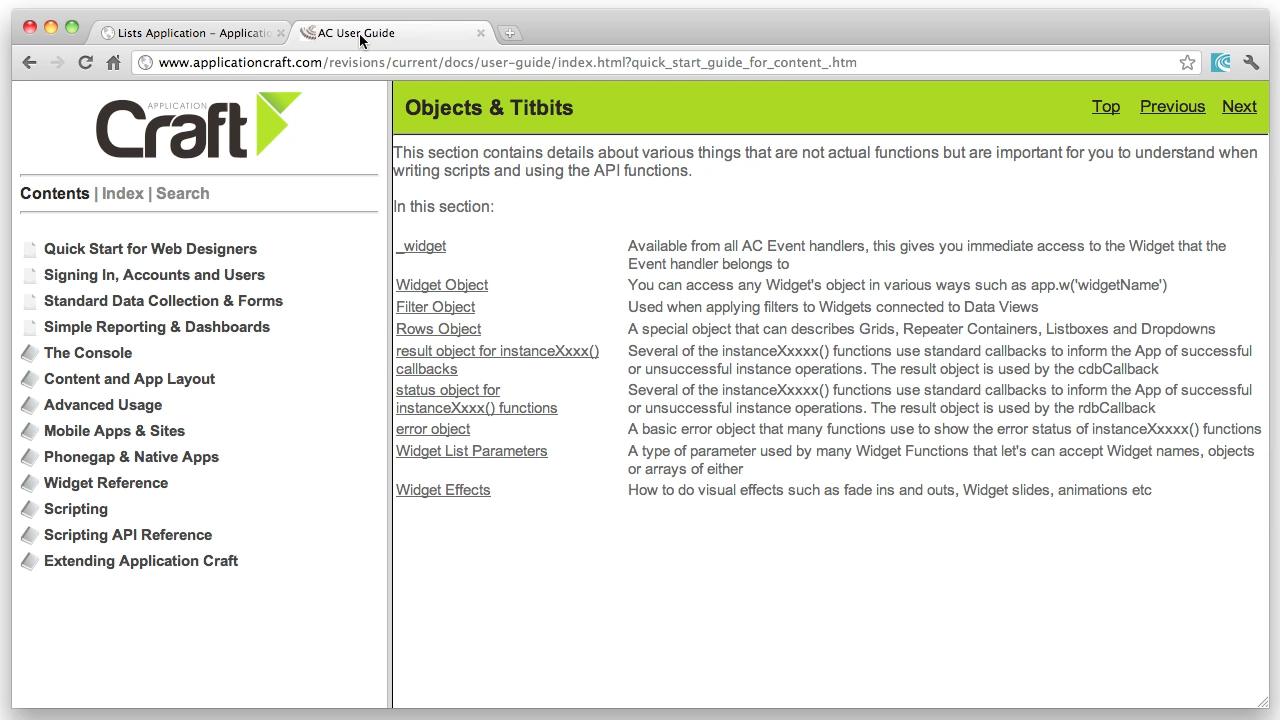 Lists Application – Applicatio
AC User Guide
www.applicationcraft.com/revisions/current/docs/user-guide/index.html?quick_start_guide_for_content_.htm
APPLICATION
Craft
Contents | Index | Search
Quick Start for Web Designers
Signing In, Accounts and Users
Standard Data Collection & Forms
Simple Reporting & Dashboards
The Console
Content and App Layout
Advanced Usage
Mobile Apps & Sites
Phonegap & Native Apps
Widget Reference
Scripting
Scripting API Reference
Extending Application Craft
Objects & Titbits
Top Previous Next
This section contains details about various things that are not actual functions but are important for you to understand when
writing scripts and using the API functions.
In this section:
_widget
Available from all AC Event handlers, this gives you immediate access to the Widget that the
Event handler belongs to
Widget Object
You can access any Widget's object in various ways such as app.w('widgetName')
Filter Object
Used when applying filters to Widgets connected to Data Views
Rows Object
A special object that can describes Grids, Repeater Containers, Listboxes and Dropdowns
result object for instanceXxxx()
callbacks
Several of the instanceXxxxx() functions use standard callbacks to inform the App of successful
or unsuccessful instance operations. The result object is used by the cdbCallback
status object for
instanceXxxx() functions
Several of the instanceXxxxx() functions use standard callbacks to inform the App of successful
or unsuccessful instance operations. The result object is used by the rdbCallback
error object
A basic error object that many functions use to show the error status of instanceXxxx() functions
Widget List Parameters
A type of parameter used by many Widget Functions that let's can accept Widget names, objects
or arrays of either
Widget Effects
How to do visual effects such as fade ins and outs, Widget slides, animations etc